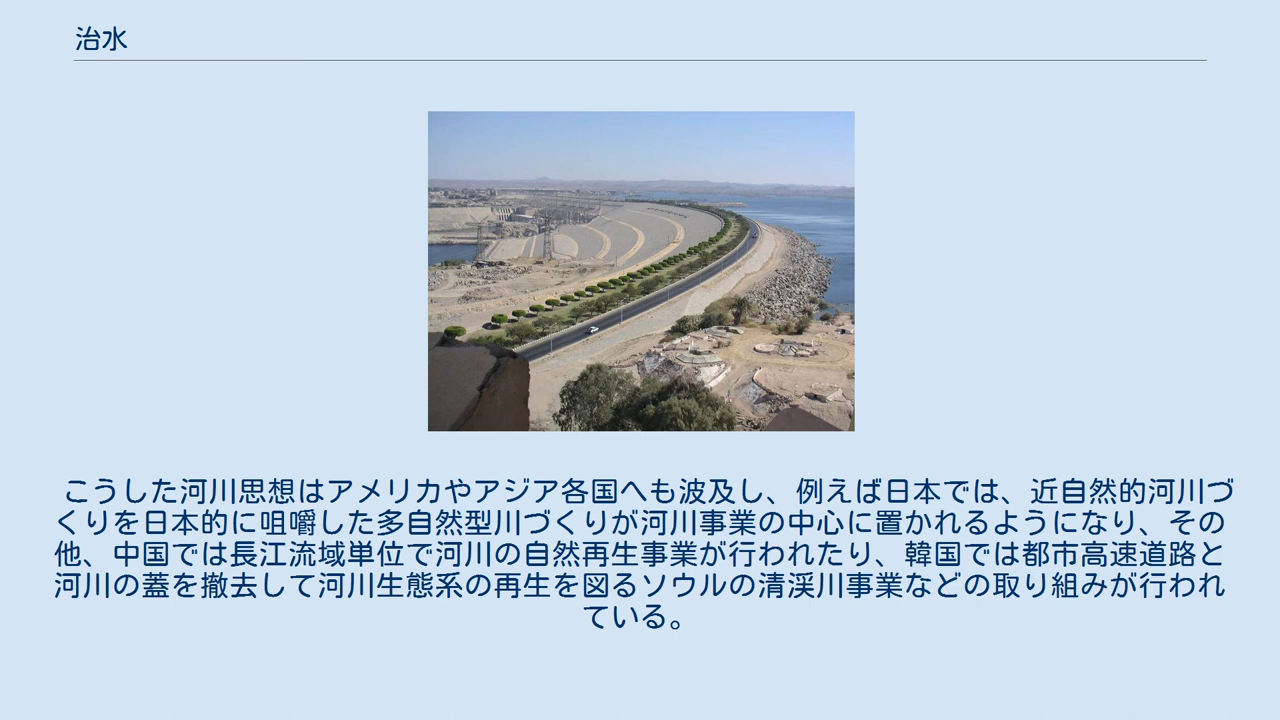 治水
こうした河川思想はアメリカやアジア各国へも波及し、例えば日本では、近自然的河川づ
くりを日本的に咀嚼した多自然型川づくりが河川事業の中心に置かれるようになり、その
他、中国では長江流域単位で河川の自然再生事業が行われたり、韓国では都市高速道路と
河川の蓋を撤去して河川生態系の再生を図るソウルの清渓川事業などの取り組みが行われ
ている。